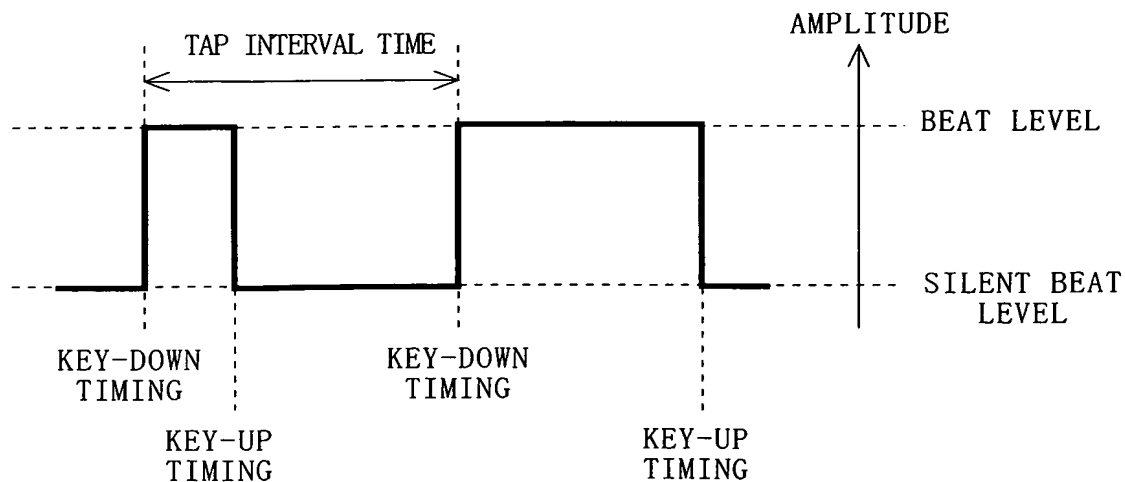 AMPLITUDE
TAP INTERVAL TIME
BEAT LEVEL
SILENT BEAT
LEVEL
KEY-DOWN
TIMING
KEY-DOWN
TIMING
KEY-UP
TIMING
KEY-UP
TIMING